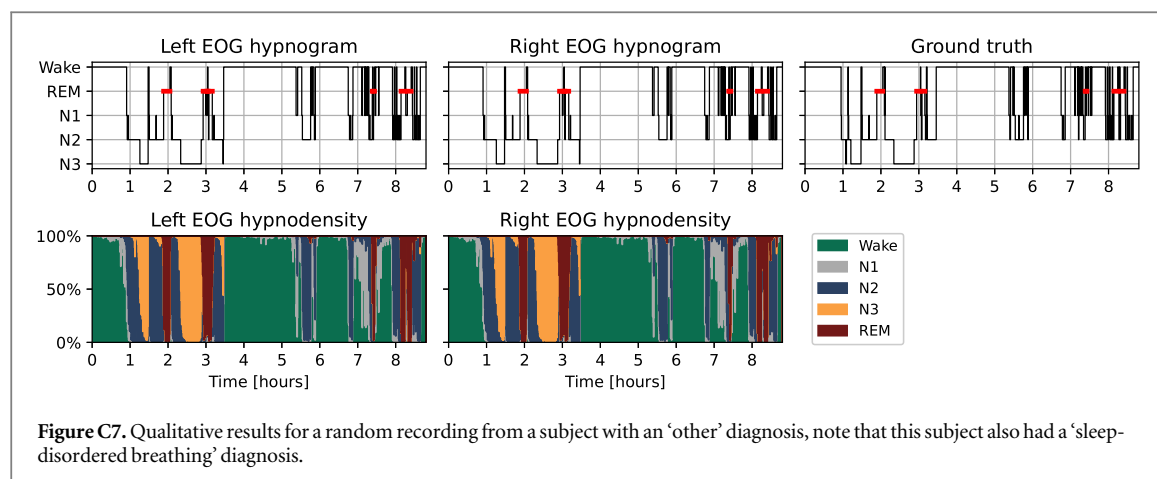 Left EOG hypnogram
Right EOG hypnogram
Ground truth
Wake
REM
N1
N2
N3
0 1 2 3 4 5 6 7 8
0 1 2 3 4 5 6 7 8
0 1 2 3 4 5 6 7 8
Left EOG hypnodensity
Right EOG hypnodensity
100%
50%
0%
0 1 2 3 4 5 6 7 8
0 1 2 3 4 5 6 7 8
Time [hours]
Time [hours]
Wake
N1
N2
N3
REM
Figure C7. Qualitative results for a random recording from a subject with an ‘other’ diagnosis, note that this subject also had a ‘sleep-
disordered breathing’ diagnosis.